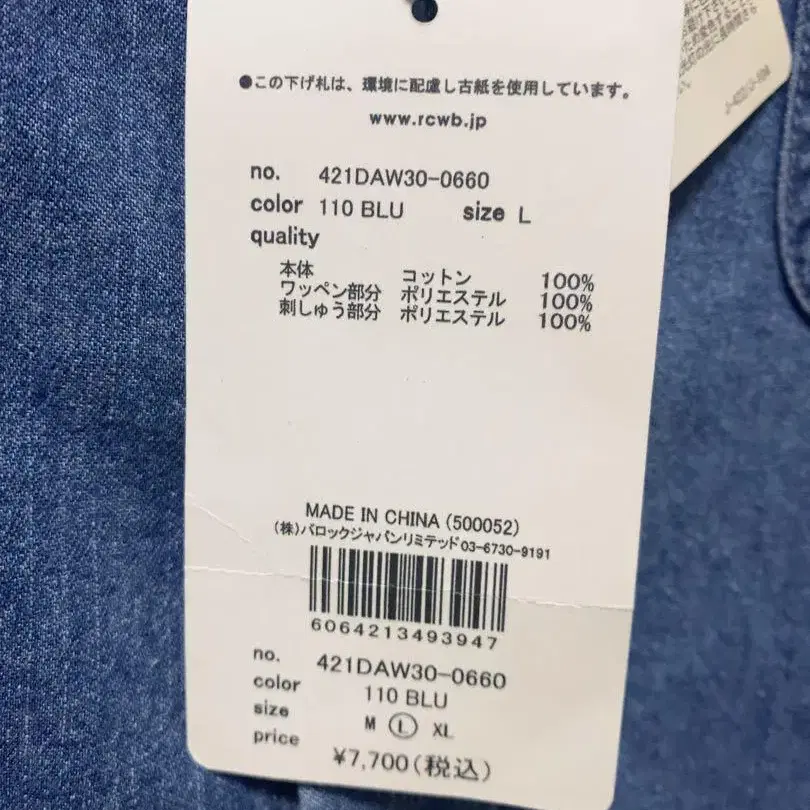 ●この下げ札は、環境に配慮し古紙を使用しています。
www.rcwb.jp
no. 421DAW30-0660
color 110 BLU size L
quality
本体 コットン 100%
ワッペン部分 ポリエステル 100%
刺しゅう部分 ポリエステル 100%
MADE IN CHINA (500052)
(株)バロックジャパンリミテッド03-6730-9191
6064213493947
no. 421DAW30-0660
color 110 BLU
size M L XL
price ¥7,700(税込)